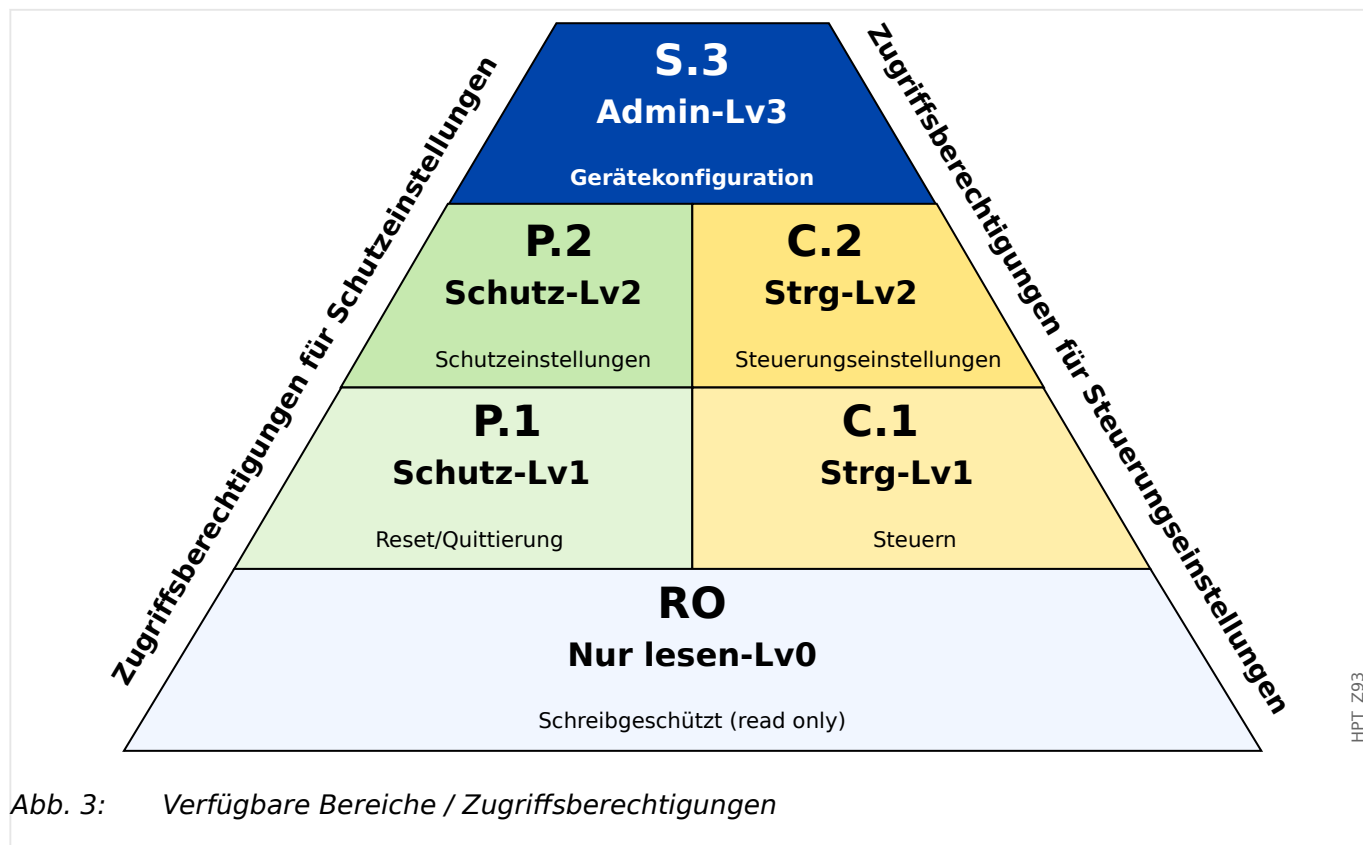 Zugriffsberechtigungen für Schutzeinstellungen
Zugriffsberechtigungen für Steuerungseinstellungen
S.3
Admin-Lv3
Gerätekonfiguration
P.2
Schutz-Lv2
Schutzeinstellungen
C.2
Strg-Lv2
Steuerungseinstellungen
P.1
Schutz-Lv1
Reset/Quittierung
C.1
Strg-Lv1
Steuern
RO
Nur lesen-Lv0
Schreibgeschützt (read only)
HPT_Z93
Abb. 3: Verfügbare Bereiche / Zugriffsberechtigungen